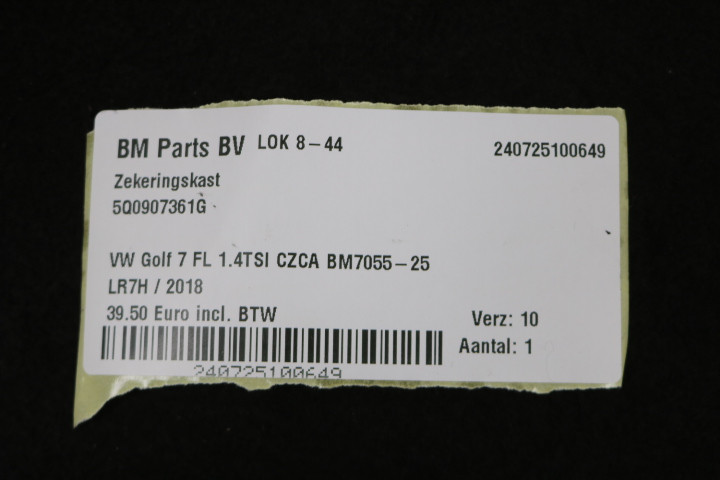 BM Parts BV LOK 8-44 240725100649
Zekeringskast
5Q0907361G
VW Golf 7 FL 1.4TSI CZCA BM7055-25
LR7H / 2018
39.50 Euro incl. BTW
Verz: 10
Aantal: 1
240725100649